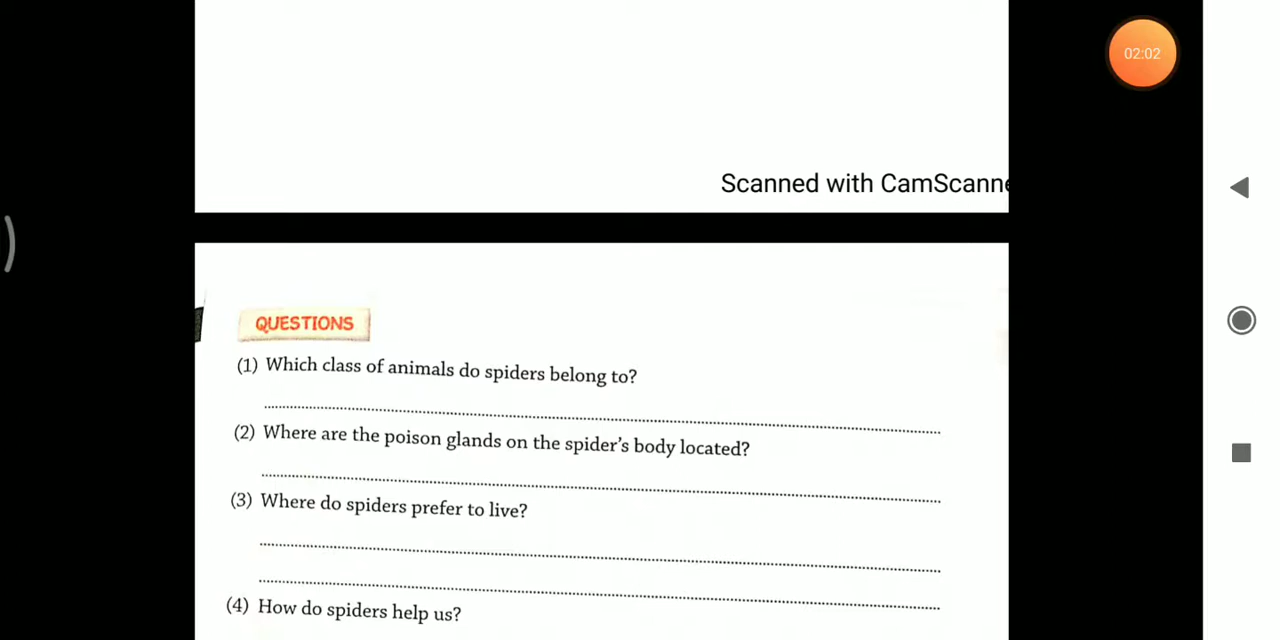 02:02
Scanned with CamScanne
QUESTIONS
(1) Which class of animals do spiders belong to?
(2) Where are the poison glands on the spider's body located?
(3) Where do spiders prefer to live?
(4) How do spiders help us?